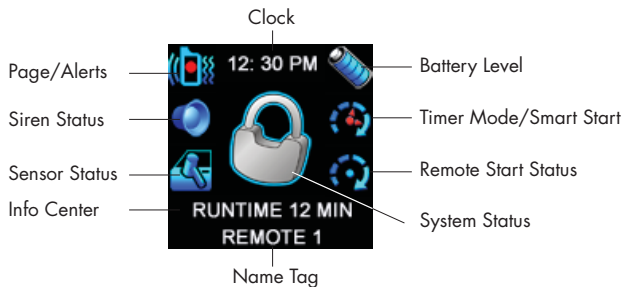 Clock
Page/Alerts
12: 30 PM
Battery Level
Siren Status
Timer Mode/Smart Start
Sensor Status
Remote Start Status
Info Center
RUNTIME 12 MIN
System Status
REMOTE 1
Name Tag